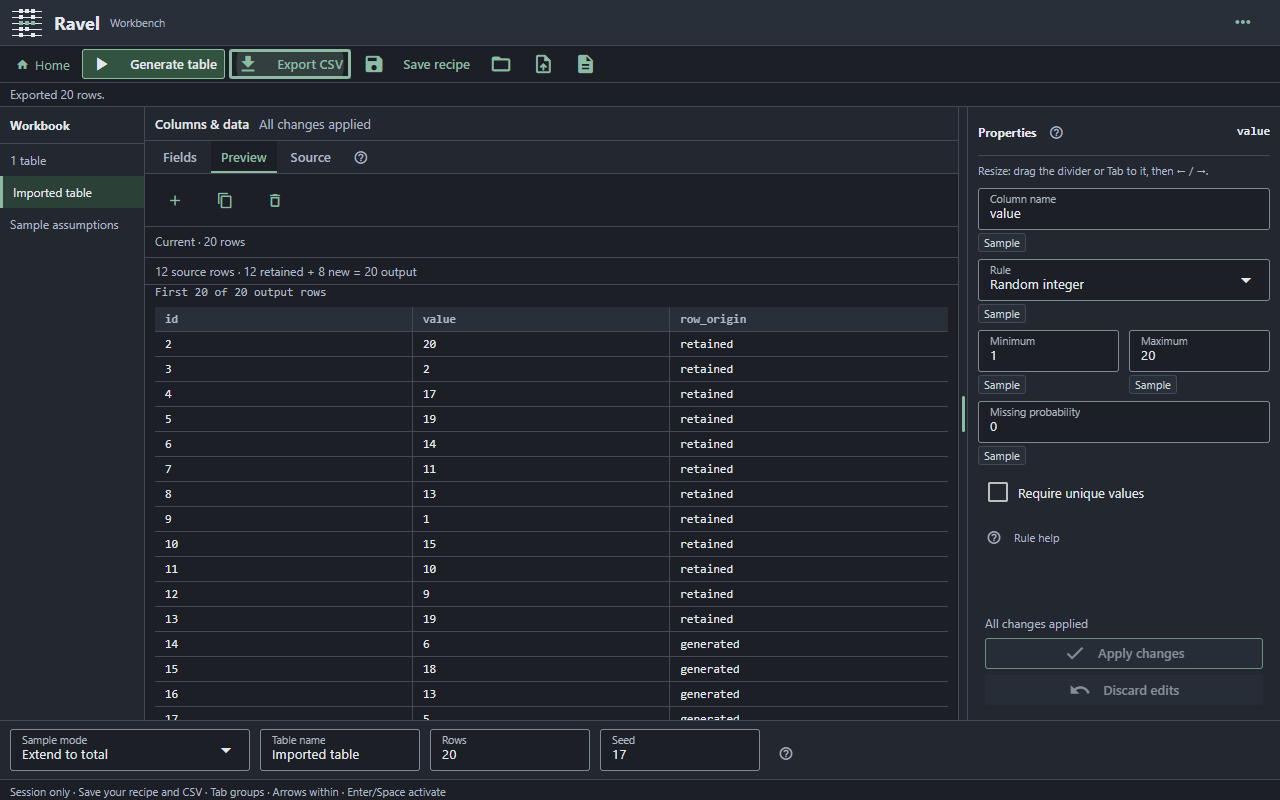 Ravel Workbench
Home Generate table Export CSV Save recipe
Exported 20 rows.
Workbook
1 table
Imported table
Sample assumptions
Columns & data All changes applied
Fields Preview Source
Current · 20 rows
12 source rows · 12 retained + 8 new = 20 output
First 20 of 20 output rows
id value row_origin
2 20 retained
3 2 retained
4 17 retained
5 19 retained
6 14 retained
7 11 retained
8 13 retained
9 1 retained
10 15 retained
11 10 retained
12 9 retained
13 19 retained
14 6 generated
15 18 generated
16 13 generated
17 5 generated
Properties value
Resize: drag the divider or Tab to it, then ← / →.
Column name
value
Sample
Rule
Random integer
Sample
Minimum Maximum
1 20
Sample Sample
Missing probability
0
Sample
Require unique values
Rule help
All changes applied
Apply changes
Discard edits
Sample mode Table name Rows Seed
Extend to total Imported table 20 17
Session only · Save your recipe and CSV · Tab groups · Arrows within · Enter/Space activate